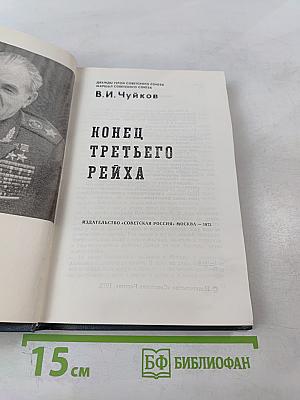 ДВАЖДЫ ГЕРОЙ СОВЕТСКОГО СОЮЗА
МАРШАЛ СОВЕТСКОГО СОЮЗА
В.И. Чуйков
КОНЕЦ
ТРЕТЬЕГО
РЕЙХА
ИЗДАТЕЛЬСТВО «СОВЕТСКАЯ РОССИЯ» МОСКВА — 1973
15 см
БФ БИБЛИОФАН